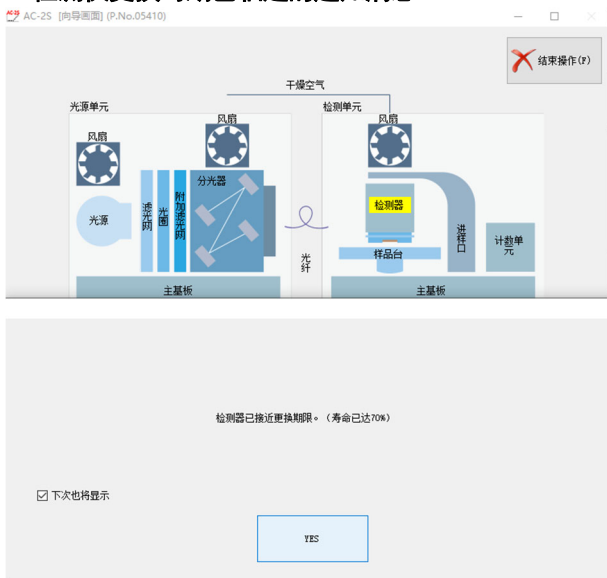 AC-2S [向导画面] (P.No.05410)
结束操作(F)
干燥空气
光源单元
检测单元
风扇
风扇
风扇
分光器
光源
滤光网
光圈
附加滤光网
检测器
进样口
计数单元
样品台
光纤
主基板
主基板
检测器已接近更换期限。（寿命已达70%）
下次也将显示
YES